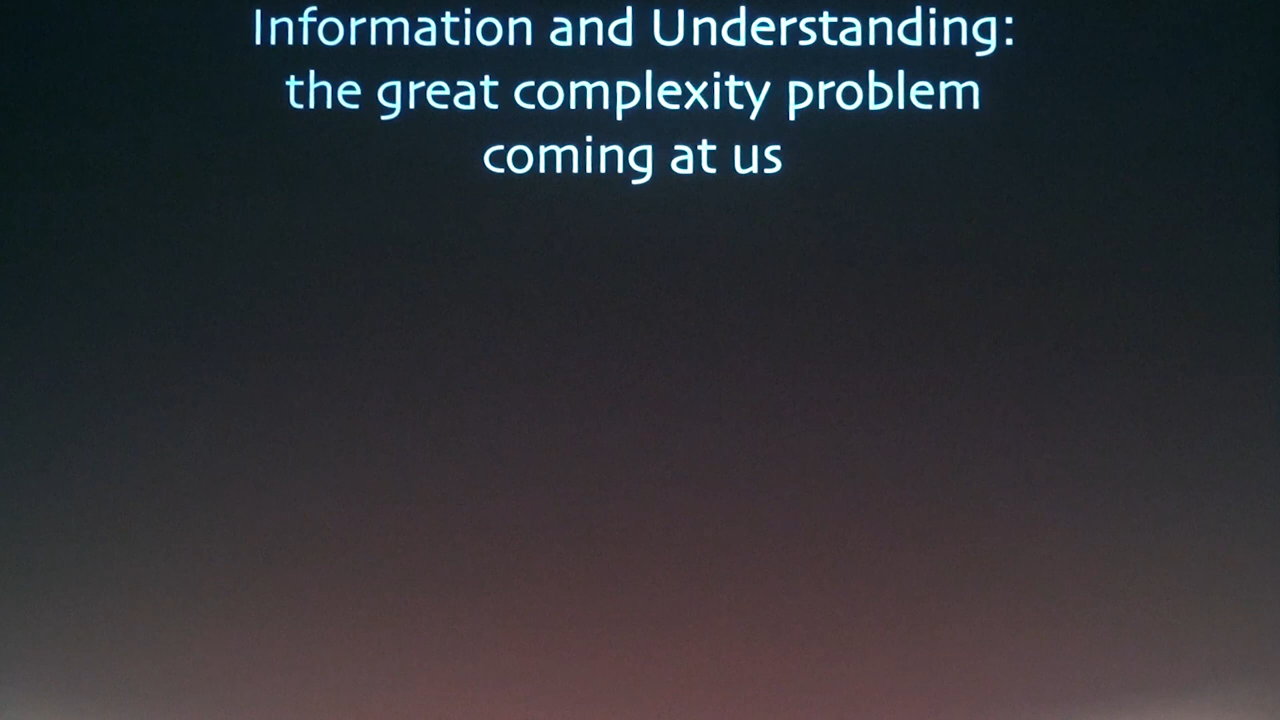 Information and Understanding:
the great complexity problem
coming at us